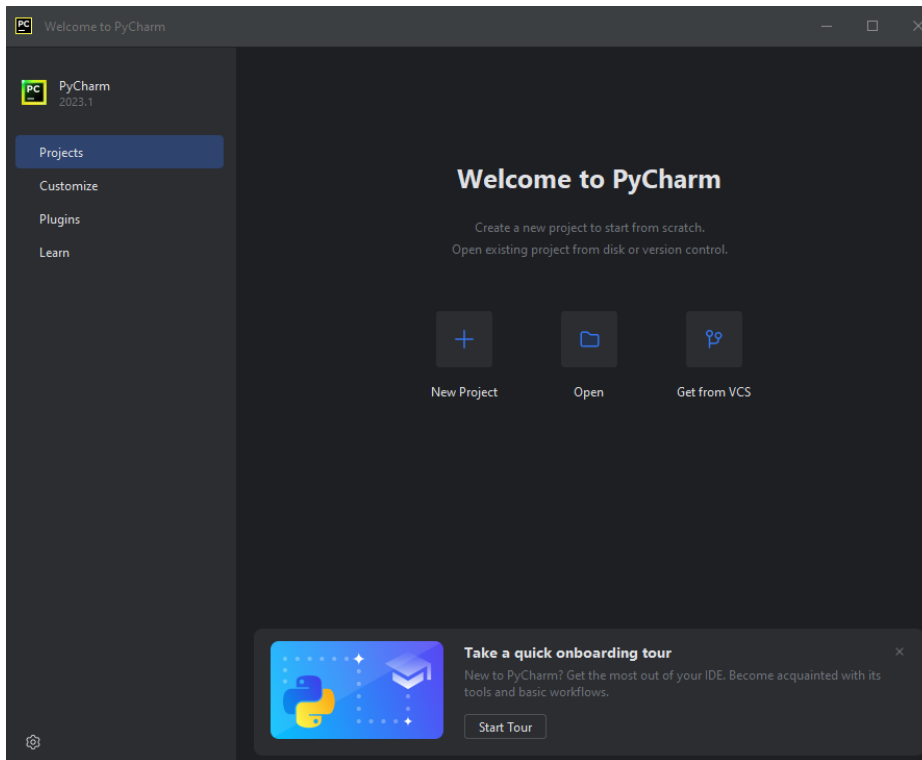 PC Welcome to PyCharm
PC PyCharm
2023.1
Projects
Customize
Plugins
Learn
Welcome to PyCharm
Create a new project to start from scratch.
Open existing project from disk or version control.
New Project
Open
Get from VCS
Take a quick onboarding tour
New to PyCharm? Get the most out of your IDE. Become acquainted with its
tools and basic workflows.
Start Tour